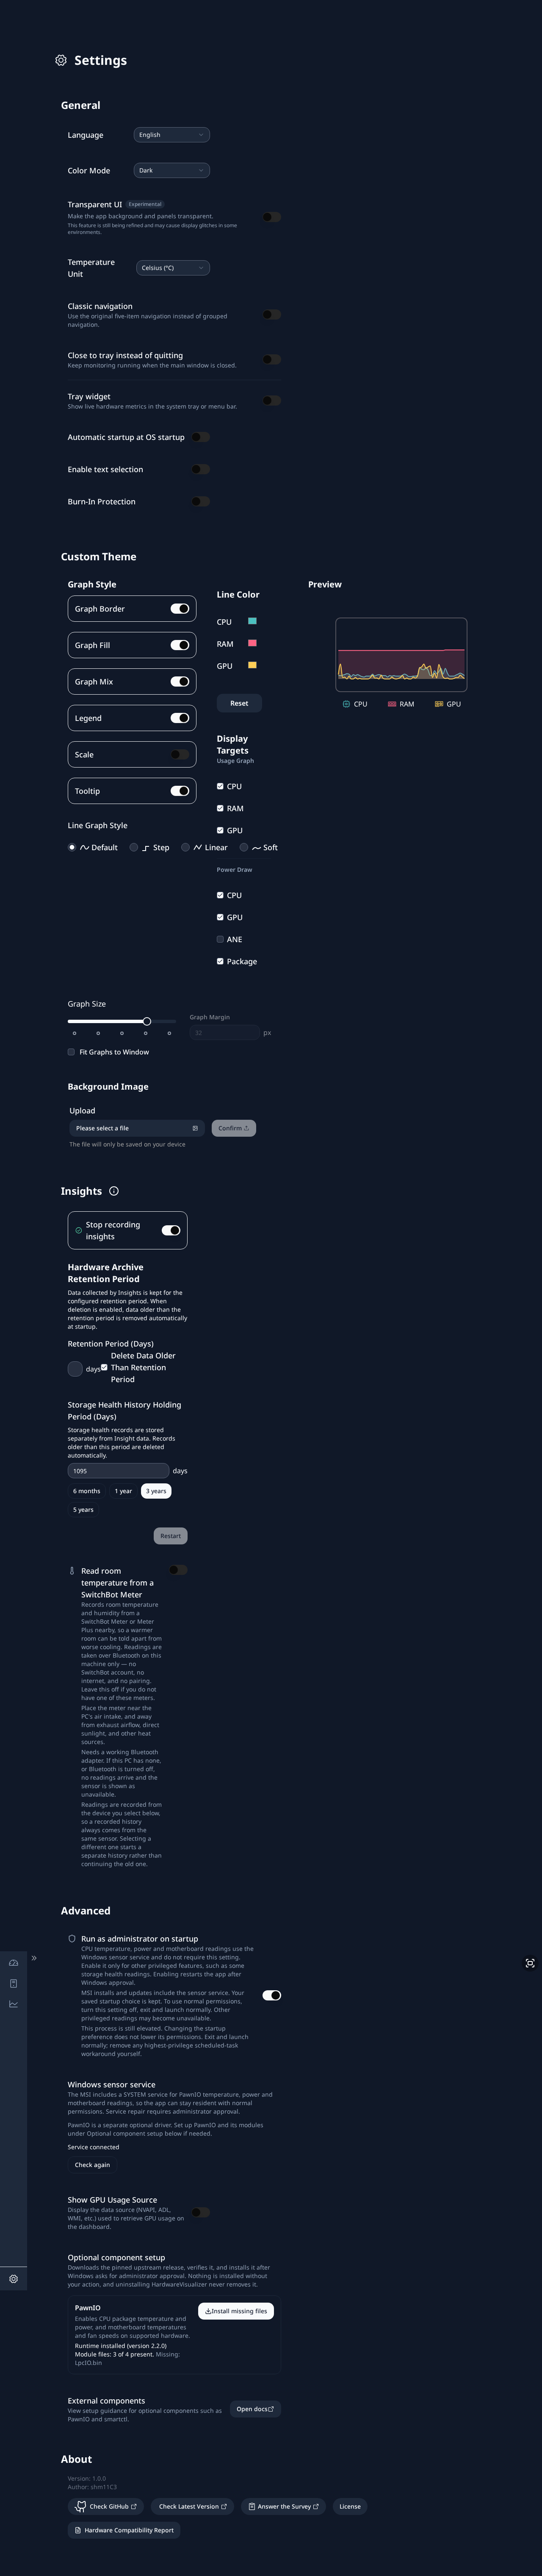 Settings
General
Language
English
Color Mode
Dark
Transparent UI
Experimental
Make the app background and panels transparent.
This feature is still being refined and may cause display glitches in some
environments.
Temperature
Unit
Celsius (°C)
Classic navigation
Use the original five-item navigation instead of grouped
navigation.
Close to tray instead of quitting
Keep monitoring running when the main window is closed.
Tray widget
Show live hardware metrics in the system tray or menu bar.
Automatic startup at OS startup
Enable text selection
Burn-In Protection
Custom Theme
Graph Style
Graph Border
Graph Fill
Graph Mix
Legend
Scale
Tooltip
Line Graph Style
Default
Step
Linear
Soft
Line Color
CPU
RAM
GPU
Reset
Display
Targets
Usage Graph
CPU
RAM
GPU
Power Draw
CPU
GPU
ANE
Package
Preview
CPU
RAM
GPU
Graph Size
Graph Margin
32
px
Fit Graphs to Window
Background Image
Upload
Please select a file
Confirm
The file will only be saved on your device
Insights
Stop recording
insights
Hardware Archive
Retention Period
Data collected by Insights is kept for the
configured retention period. When
deletion is enabled, data older than the
retention period is removed automatically
at startup.
Retention Period (Days)
days
Delete Data Older
Than Retention
Period
Storage Health History Holding
Period (Days)
Storage health records are stored
separately from Insight data. Records
older than this period are deleted
automatically.
1095
days
6 months
1 year
3 years
5 years
Restart
Read room
temperature from a
SwitchBot Meter
Records room temperature
and humidity from a
SwitchBot Meter or Meter
Plus nearby, so a warmer
room can be told apart from
worse cooling. Readings are
taken over Bluetooth on this
machine only — no
SwitchBot account, no
internet, and no pairing.
Leave this off if you do not
have one of these meters.
Place the meter near the
PC's air intake, and away
from exhaust airflow, direct
sunlight, and other heat
sources.
Needs a working Bluetooth
adapter. If this PC has none,
or Bluetooth is turned off,
no readings arrive and the
sensor is shown as
unavailable.
Readings are recorded from
the device you select below,
so a recorded history
always comes from the
same sensor. Selecting a
different one starts a
separate history rather than
continuing the old one.
Advanced
Run as administrator on startup
CPU temperature, power and motherboard readings use the
Windows sensor service and do not require this setting.
Enable it only for other privileged features, such as some
storage health readings. Enabling restarts the app after
Windows approval.
MSI installs and updates include the sensor service. Your
saved startup choice is kept. To use normal permissions,
turn this setting off, exit and launch normally. Other
privileged readings may become unavailable.
This process is still elevated. Changing the startup
preference does not lower its permissions. Exit and launch
normally; remove any highest-privilege scheduled-task
workaround yourself.
Windows sensor service
The MSI includes a SYSTEM service for PawnIO temperature, power and
motherboard readings, so the app can stay resident with normal
permissions. Service repair requires administrator approval.
PawnIO is a separate optional driver. Set up PawnIO and its modules
under Optional component setup below if needed.
Service connected
Check again
Show GPU Usage Source
Display the data source (NVAPI, ADL,
WMI, etc.) used to retrieve GPU usage on
the dashboard.
Optional component setup
Downloads the pinned upstream release, verifies it, and installs it after
Windows asks for administrator approval. Nothing is installed without
your action, and uninstalling HardwareVisualizer never removes it.
PawnIO
Enables CPU package temperature and
power, and motherboard temperatures
and fan speeds on supported hardware.
Runtime installed (version 2.2.0)
Module files: 3 of 4 present. Missing:
LpcIO.bin
Install missing files
External components
View setup guidance for optional components such as
PawnIO and smartctl.
Open docs
About
Version: 1.0.0
Author: shm11C3
Check GitHub
Check Latest Version
Answer the Survey
License
Hardware Compatibility Report